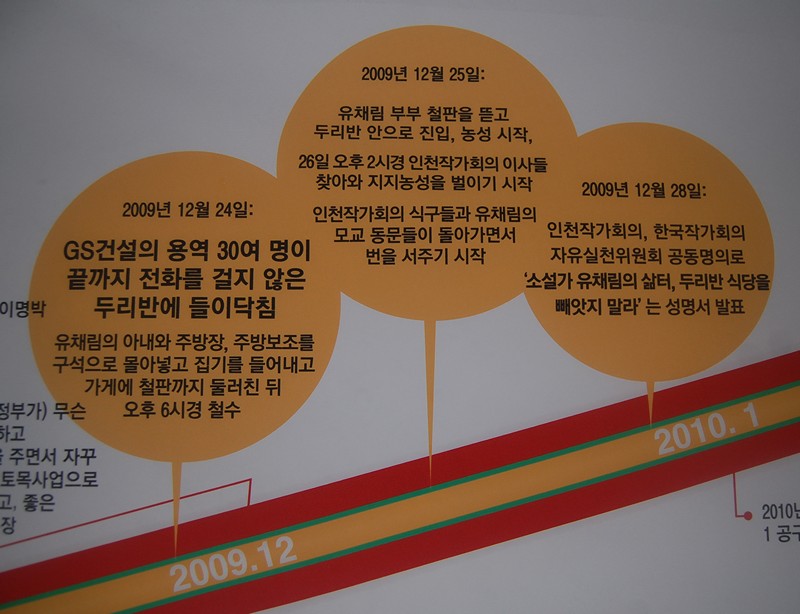 2009년 12월 24일:
GS건설의 용역 30여 명이
끝까지 전화를 걸지 않은
두리반에 들이닥침
유채림의 아내와 주방장, 주방보조를
구석으로 몰아넣고 집기를 들어내고
가게에 철판까지 둘러친 뒤
오후 6시경 철수
2009년 12월 25일:
유채림 부부 철판을 뜯고
두리반 안으로 진입, 농성 시작,
26일 오후 2시경 인천작가회의 이사들
찾아와 지지농성을 벌이기 시작
인천작가회의 식구들과 유채림의
모교 동문들이 돌아가면서
번을 서주기 시작
2009년 12월 28일:
인천작가회의, 한국작가회의
자유실천위원회 공동명의로
'소설가 유채림의 삶터, 두리반 식당을
빼앗지 말라' 는 성명서 발표
이명박
정부가) 무슨
하고
주면서 자꾸
토목사업으로
고, 좋은
장
2009.12
2010. 1
2010년
1 공구